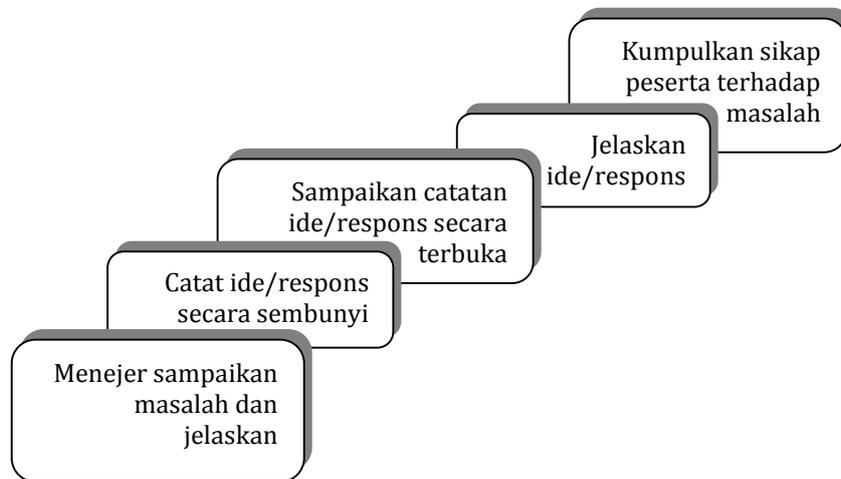 Kumpulkan sikap
peserta terhadap
masalah
Jelaskan
ide/respons
Sampaikan catatan
ide/respons secara
terbuka
Catat ide/respons
secara sembunyi
Menejer sampaikan
masalah dan
jelaskan